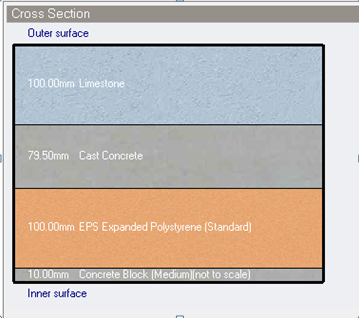 Cross Section
Outer surface
100.00mm Limestone
79.50mm Cast Concrete
100.00mm EPS Expanded Polystyrene (Standard)
10.00mm Concrete Block (Medium)(not to scale)
Inner surface